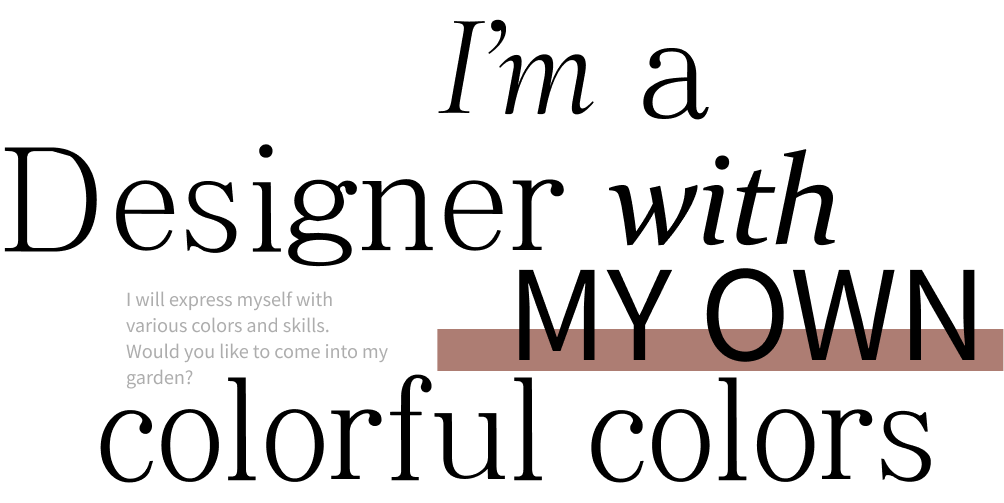 I'm a
Designer with
MY OWN
I will express myself with
various colors and skills.
Would you like to come into my
garden?
colorful colors